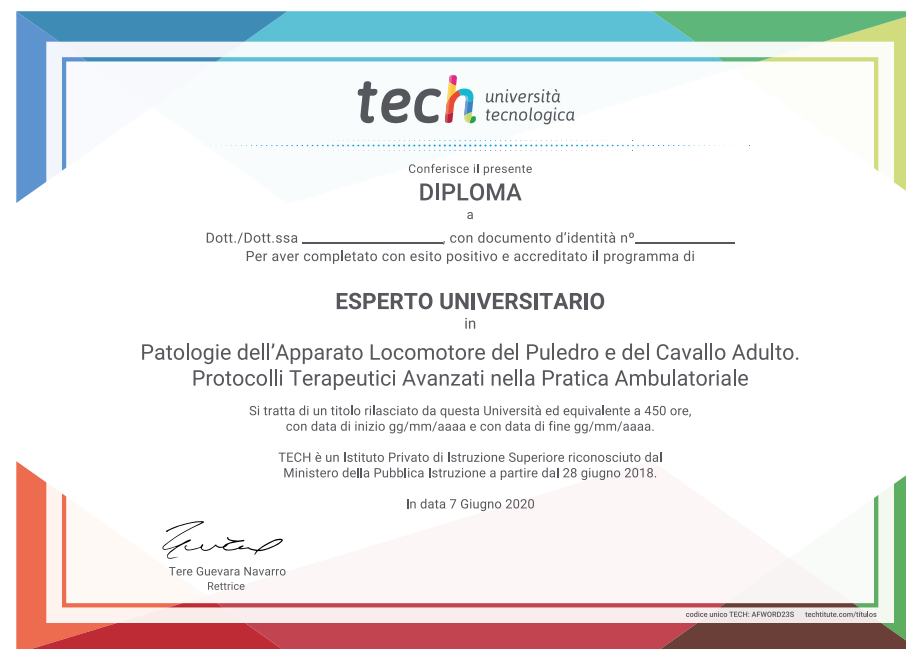 tech università
tecnologica
Conferisce il presente
DIPLOMA
a
Dott./Dott.ssa ________________, con documento d'identità nº___________
Per aver completato con esito positivo e accreditato il programma di
ESPERTO UNIVERSITARIO
in
Patologie dell'Apparato Locomotore del Puledro e del Cavallo Adulto.
Protocolli Terapeutici Avanzati nella Pratica Ambulatoriale
Si tratta di un titolo rilasciato da questa Università ed equivalente a 450 ore,
con data di inizio gg/mm/aaaa e con data di fine gg/mm/aaaa.
TECH è un Istituto Privato di Istruzione Superiore riconosciuto dal
Ministero della Pubblica Istruzione a partire dal 28 giugno 2018.
In data 7 Giugno 2020
Tere Guevara Navarro
Rettrice
codice unico TECH: AFWORD23S techtitute.com/titulos